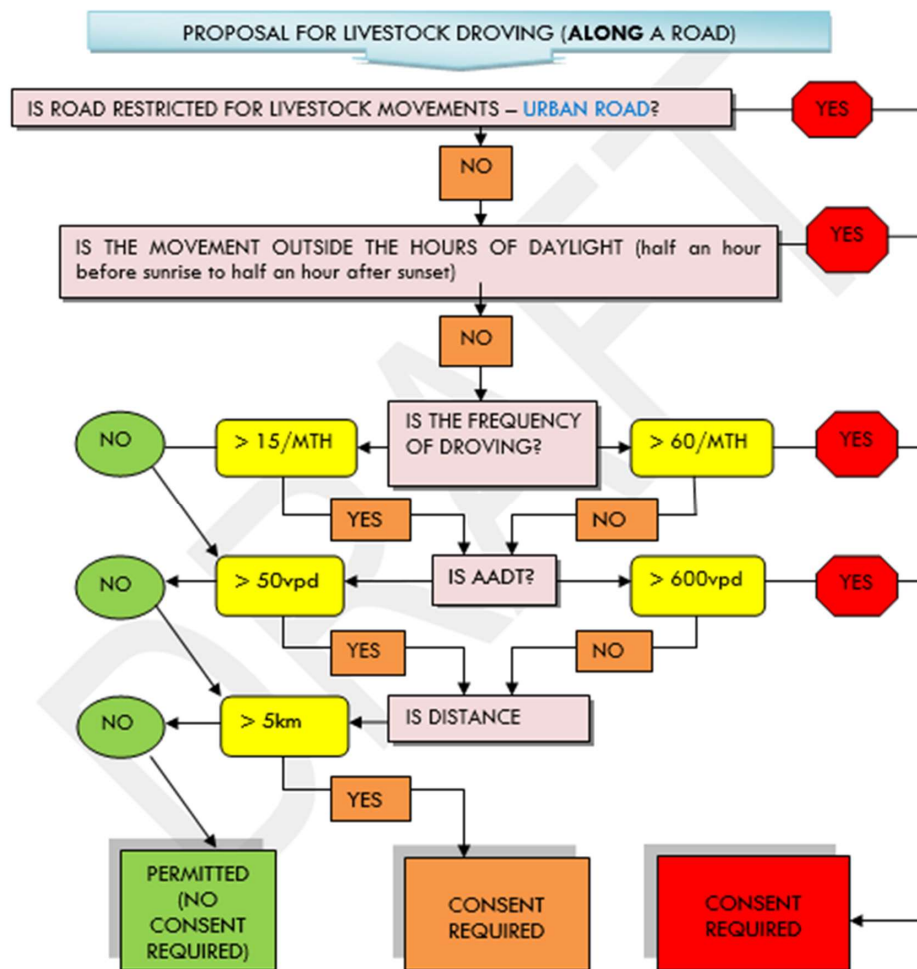 PROPOSAL FOR LIVESTOCK DROVING (ALONG A ROAD)
IS ROAD RESTRICTED FOR LIVESTOCK MOVEMENTS – URBAN ROAD?
YES
NO
IS THE MOVEMENT OUTSIDE THE HOURS OF DAYLIGHT (half an hour
before sunrise to half an hour after sunset)
YES
NO
NO
> 15/MTH
IS THE FREQUENCY
OF DROVING?
> 60/MTH
YES
YES
NO
NO
> 50vpd
IS AADT?
> 600vpd
YES
YES
NO
NO
> 5km
IS DISTANCE
YES
PERMITTED
(NO
CONSENT
REQUIRED)
CONSENT
REQUIRED
CONSENT
REQUIRED
DRAFT